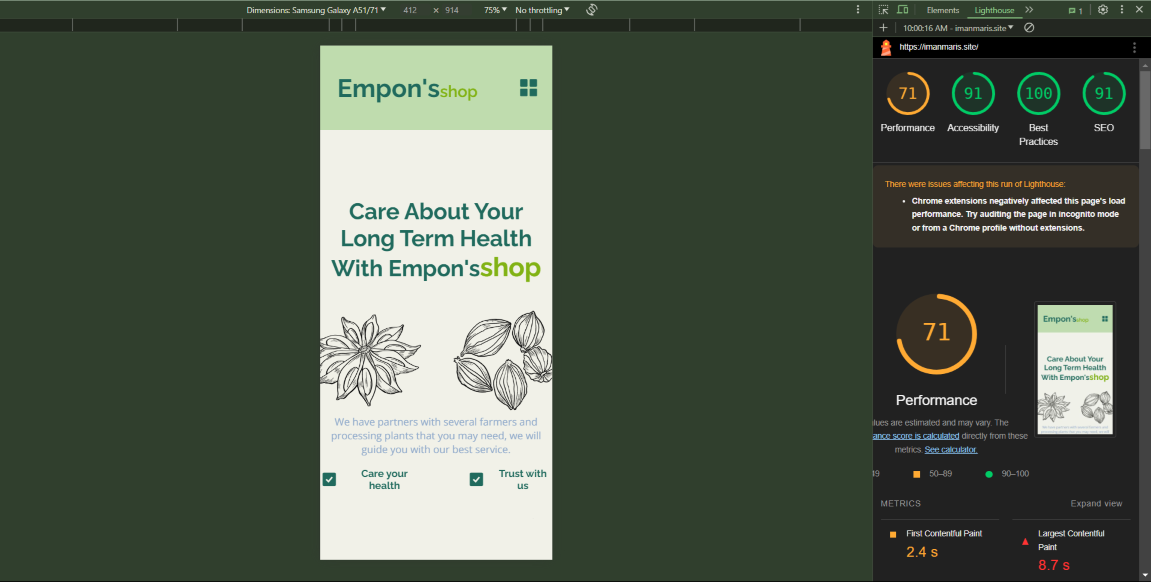 Dimensions: Samsung Galaxy A51/71 412 × 914 75% No throttling
Elements Lighthouse 1
10:00:16 AM - imanmaris.site
https://imanmaris.site/
71 91 100 91
Performance Accessibility Best Practices SEO
There were issues affecting this run of Lighthouse:
• Chrome extensions negatively affected this page's load
performance. Try auditing the page in incognito mode
or from a Chrome profile without extensions.
Empon'sshop
Care About Your
Long Term Health
With Empon'sshop
We have partners with several farmers and
processing plants that you may need, we will
guide you with our best service.
Care your
health
Trust with
us
71
Performance
lues are estimated and may vary. The
ance score is calculated directly from these
metrics. See calculator.
49 50–89 90–100
Empon'sshop
Care About Your
Long Term Health
With Empon'sshop
METRICS Expand view
First Contentful Paint
2.4 s
Largest Contentful
Paint
8.7 s